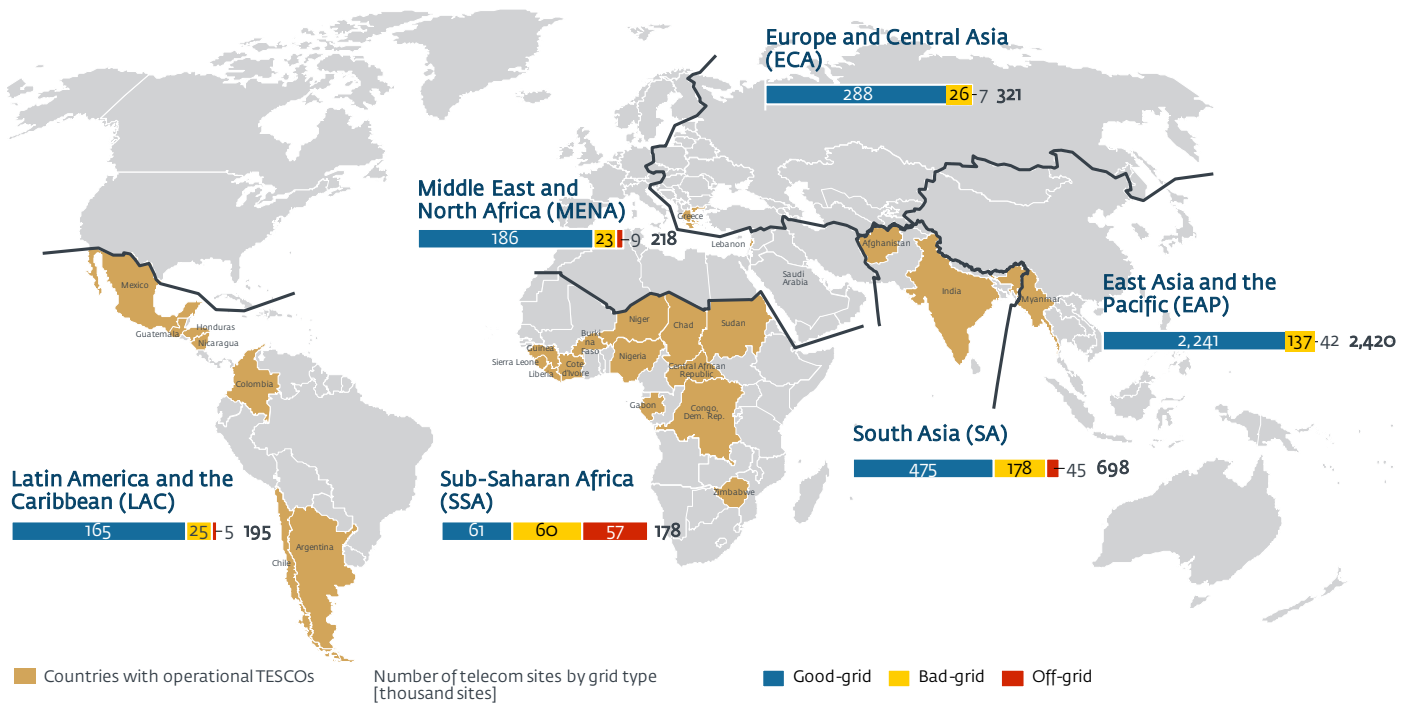 Europe and Central Asia
(ECA)
288 26 7 321
Middle East and
North Africa (MENA)
186 23 9 218
Greece
Lebanon
Afghanistan
Saudi
Arabia
India
Myanmar
East Asia and the
Pacific (EAP)
2,241 137 42 2,420
Mexico
Honduras
Guatemala
Nicaragua
Colombia
Niger
Chad
Sudan
Burki
na
Faso
Guinea
Sierra Leone
Liberia
Cote
d'Ivoire
Nigeria
Central African
Republic
Gabon
Congo,
Dem. Rep.
South Asia (SA)
475 178 45 698
Latin America and the
Caribbean (LAC)
165 25 5 195
Sub-Saharan Africa
(SSA)
61 60 57 178
Zimbabwe
Argentina
Chile
Countries with operational TESCOs
Number of telecom sites by grid type
[thousand sites]
Good-grid Bad-grid Off-grid